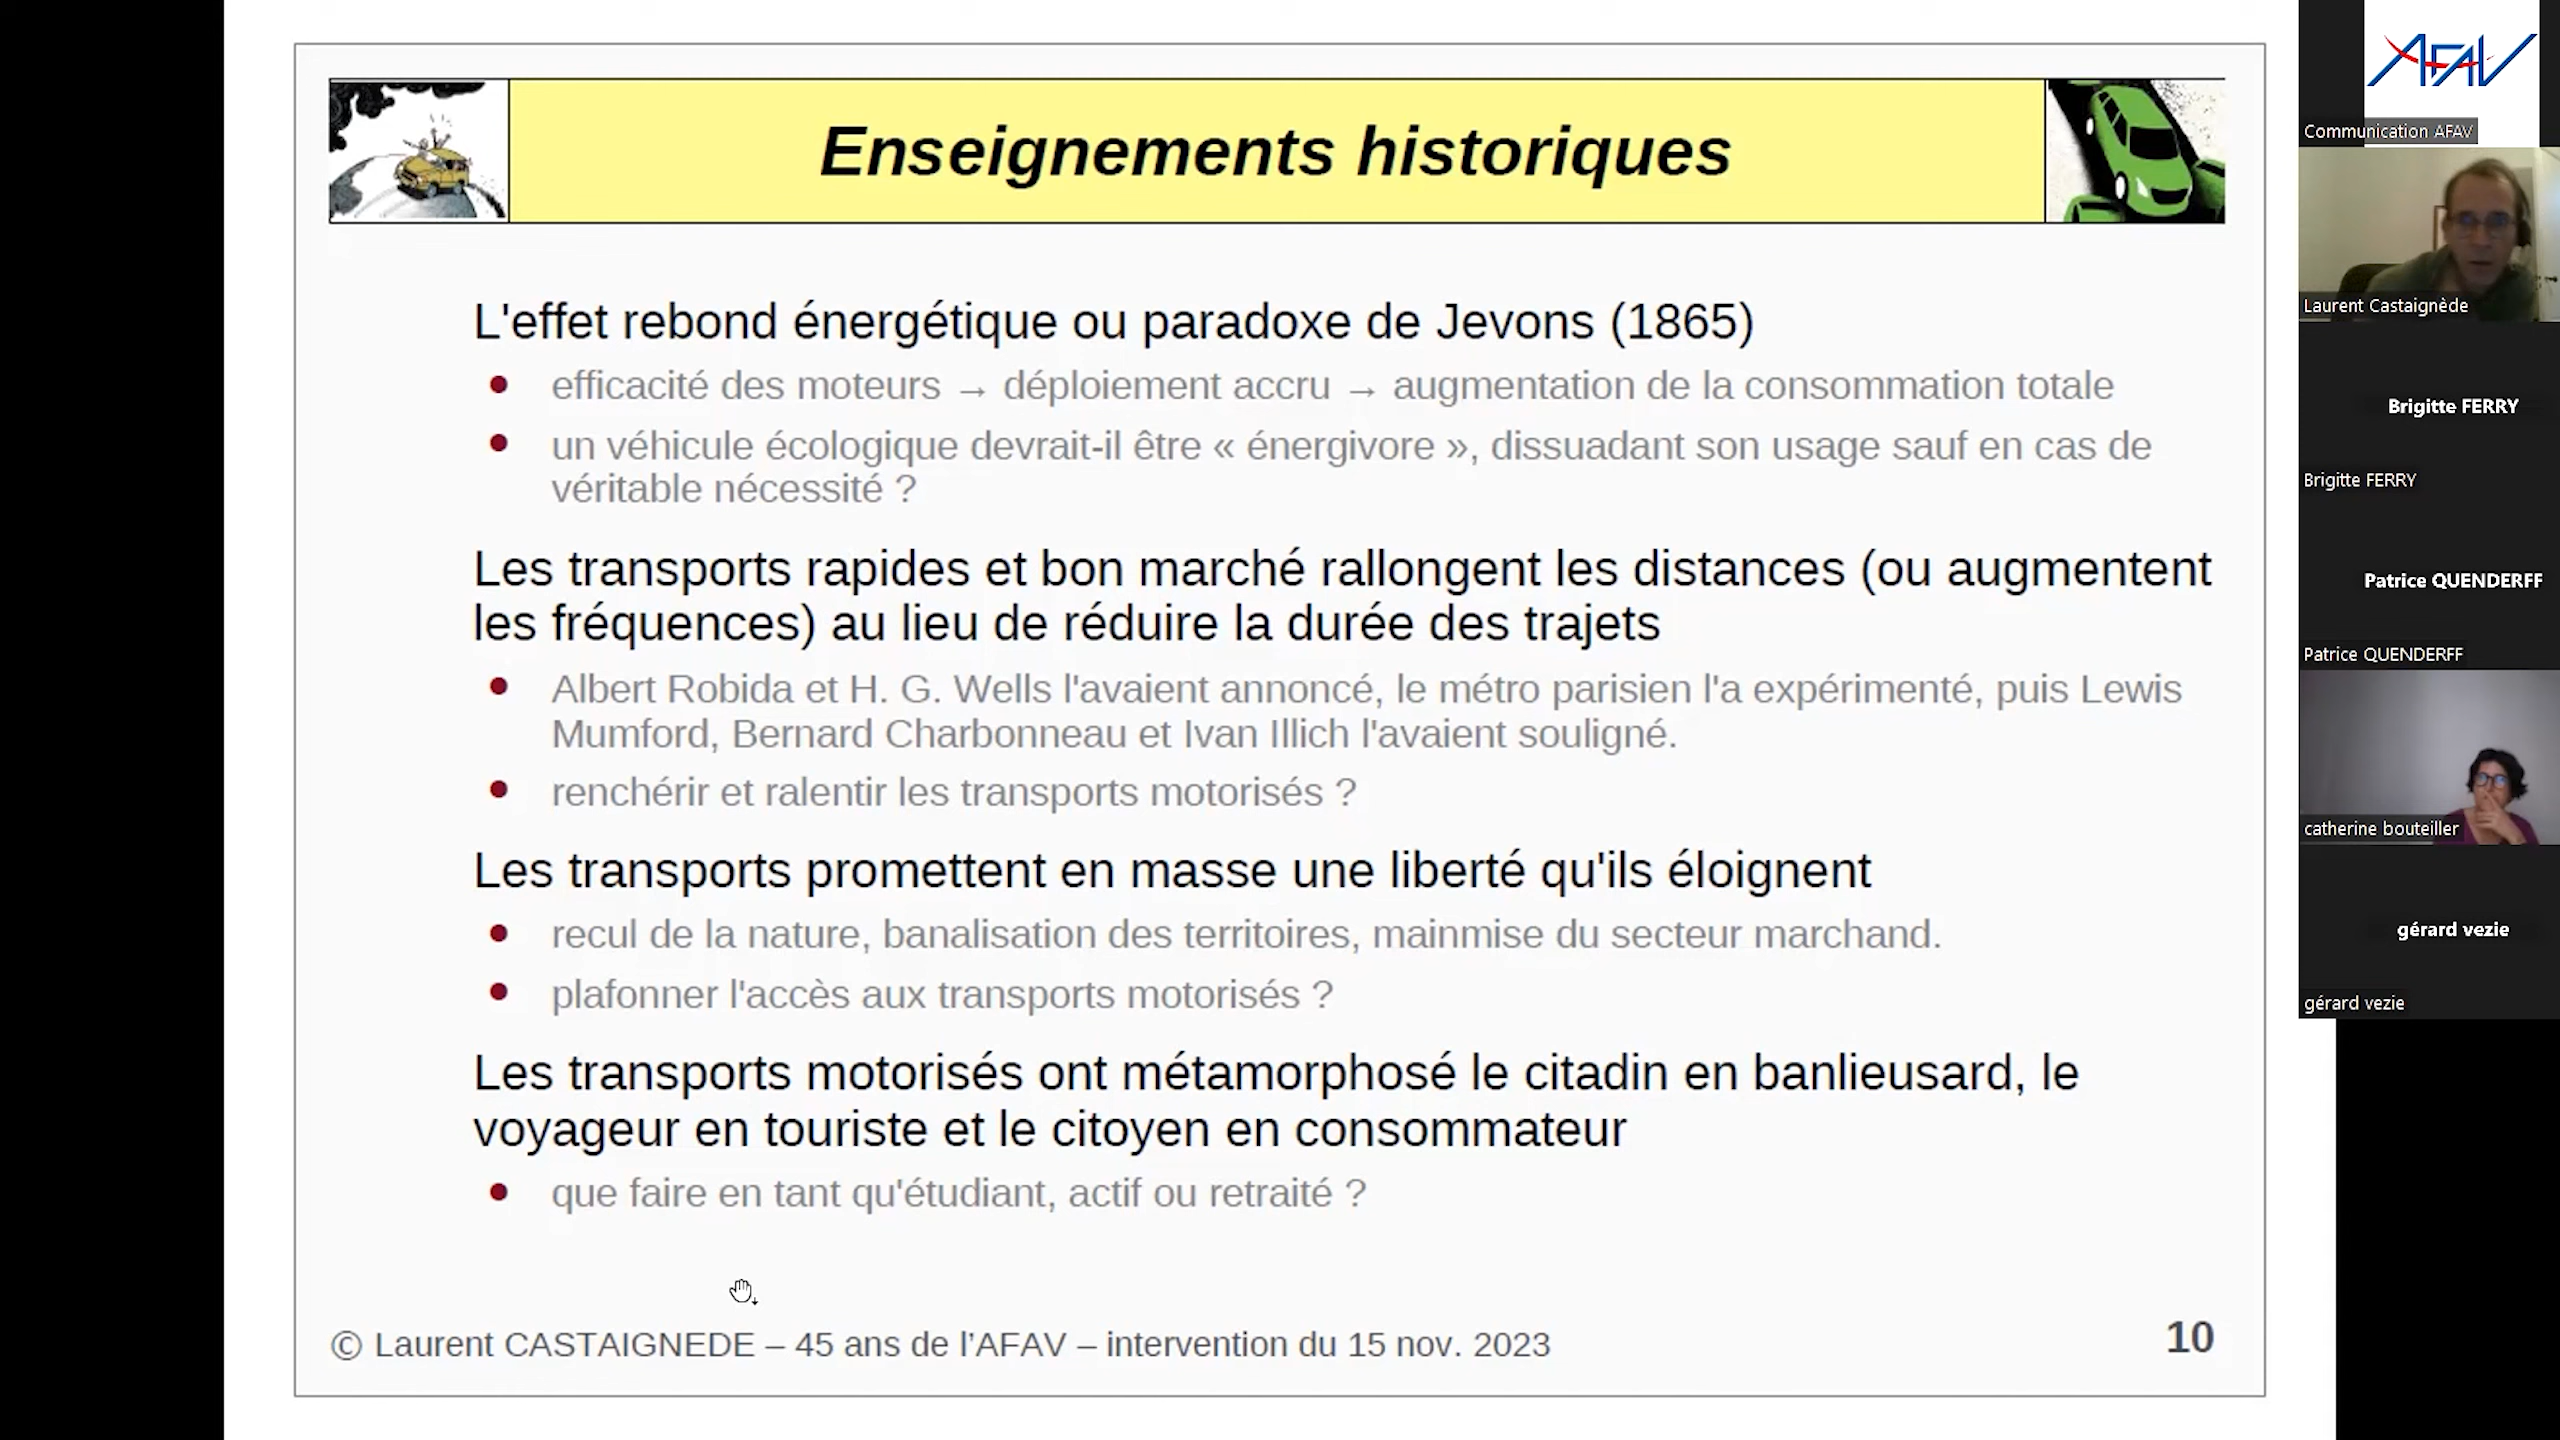 Enseignements historiques
L'effet rebond énergétique ou paradoxe de Jevons (1865)
● efficacité des moteurs → déploiement accru → augmentation de la consommation totale
● un véhicule écologique devrait-il être « énergivore », dissuadant son usage sauf en cas de
véritable nécessité ?
Les transports rapides et bon marché rallongent les distances (ou augmentent
les fréquences) au lieu de réduire la durée des trajets
● Albert Robida et H. G. Wells l'avaient annoncé, le métro parisien l'a expérimenté, puis Lewis
Mumford, Bernard Charbonneau et Ivan Illich l'avaient souligné.
● renchérir et ralentir les transports motorisés ?
Les transports promettent en masse une liberté qu'ils éloignent
● recul de la nature, banalisation des territoires, mainmise du secteur marchand.
● plafonner l'accès aux transports motorisés ?
Les transports motorisés ont métamorphosé le citadin en banlieusard, le
voyageur en touriste et le citoyen en consommateur
● que faire en tant qu'étudiant, actif ou retraité ?
© Laurent CASTAIGNEDE – 45 ans de l’AFAV – intervention du 15 nov. 2023
10
AFAV
Communication AFAV
Laurent Castaignède
Brigitte FERRY
Brigitte FERRY
Patrice QUENDERFF
Patrice QUENDERFF
catherine bouteiller
gérard vezie
gérard vezie